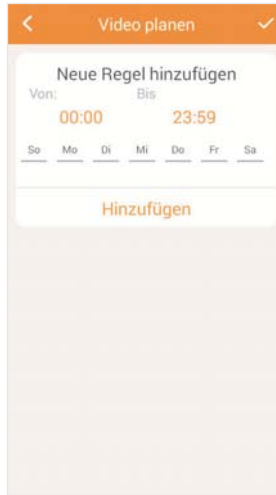 Video planen
Neue Regel hinzufügen
Von: Bis
00:00 23:59
So Mo Di Mi Do Fr Sa
Hinzufügen